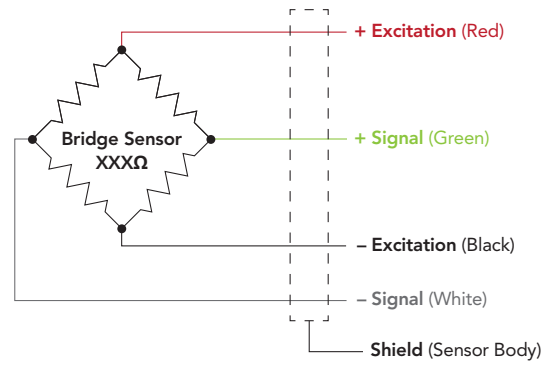 + Excitation (Red)
Bridge Sensor
XXXΩ
+ Signal (Green)
– Excitation (Black)
– Signal (White)
Shield (Sensor Body)